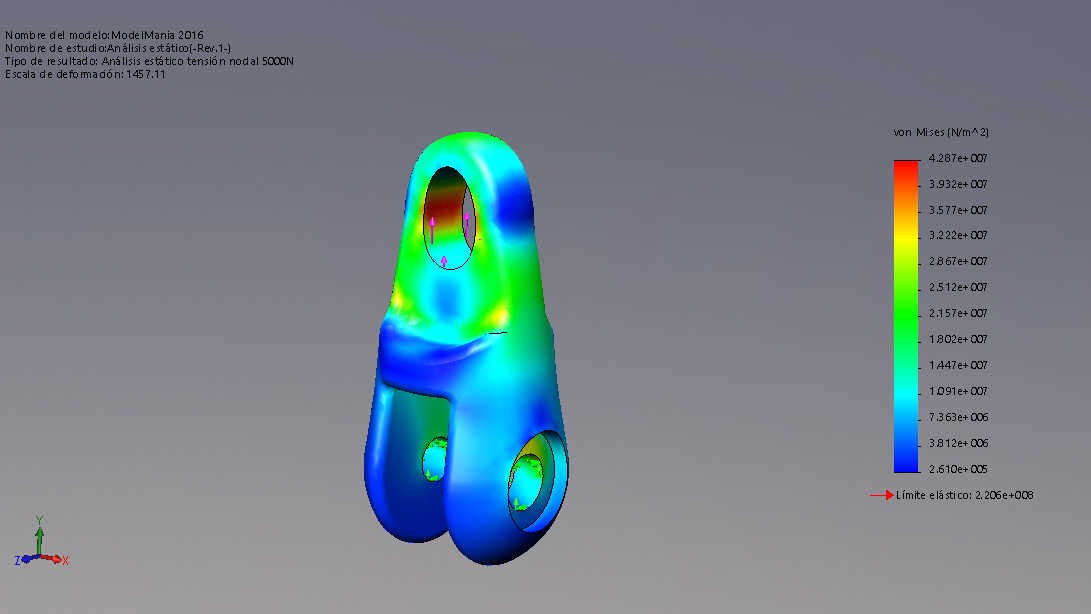 Nombre del modelo:ModelMania 2016
Nombre de estudio:Análisis estático(-Rev.1-)
Tipo de resultado: Análisis estático tensión nodal 5000N
Escala de deformación: 1457.11
von Mises (N/m^2)
4.287e+007
3.932e+007
3.577e+007
3.222e+007
2.867e+007
2.512e+007
2.157e+007
1.802e+007
1.447e+007
1.091e+007
7.363e+006
3.812e+006
2.610e+005
Límite elástico: 2.206e+008
Y
Z
X